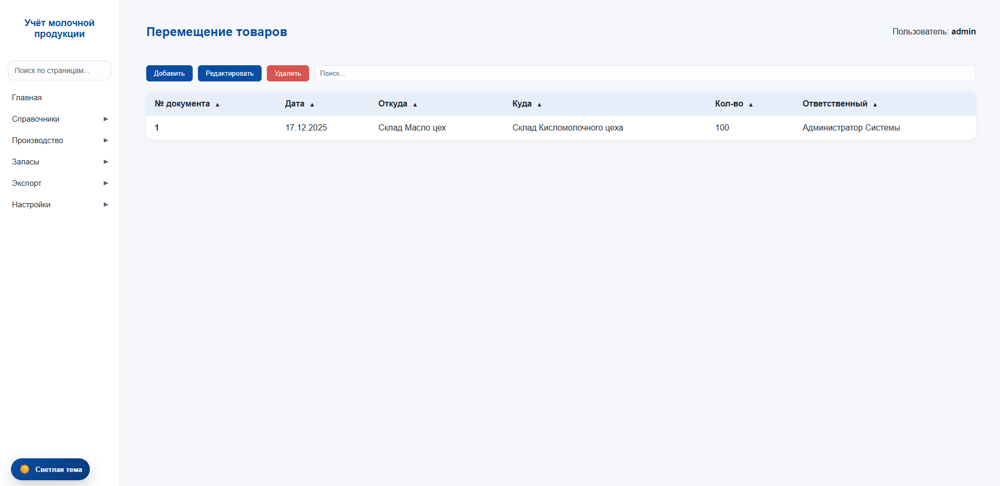 Учёт молочной
продукции
Поиск по страницам...
Главная
Справочники
Производство
Запасы
Экспорт
Настройки
Светлая тема
Перемещение товаров
Пользователь: admin
Добавить Редактировать Удалить Поиск...
№ документа ▲ Дата ▲ Откуда ▲ Куда ▲ Кол-во ▲ Ответственный ▲
1 17.12.2025 Склад Масло цех Склад Кисломолочного цеха 100 Администратор Системы